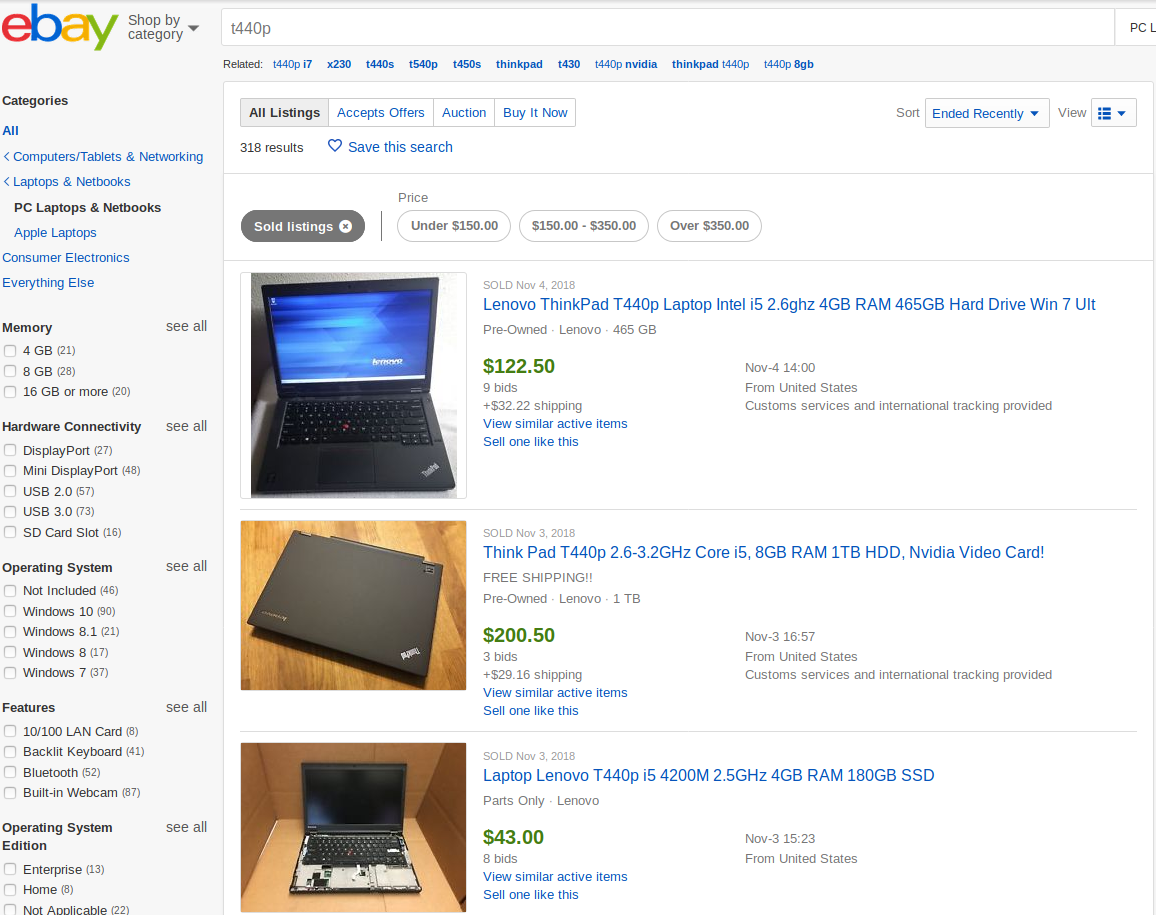 ebay
Shop by
category
t440p
PC L
Related: t440p i7 x230 t440s t540p t450s thinkpad t430 t440p nvidia thinkpad t440p t440p 8gb
Categories
All
Computers/Tablets & Networking
Laptops & Netbooks
PC Laptops & Netbooks
Apple Laptops
Consumer Electronics
Everything Else
Memory see all
4 GB (21)
8 GB (28)
16 GB or more (20)
Hardware Connectivity see all
DisplayPort (27)
Mini DisplayPort (48)
USB 2.0 (57)
USB 3.0 (73)
SD Card Slot (16)
Operating System see all
Not Included (46)
Windows 10 (90)
Windows 8.1 (21)
Windows 8 (17)
Windows 7 (37)
Features see all
10/100 LAN Card (8)
Backlit Keyboard (41)
Bluetooth (52)
Built-in Webcam (87)
Operating System see all
Edition
Enterprise (13)
Home (8)
Not Applicable (22)
All Listings Accepts Offers Auction Buy It Now
Sort Ended Recently View
318 results Save this search
Price
Sold listings Under $150.00 $150.00 - $350.00 Over $350.00
lenovo
ThinkPad
SOLD Nov 4, 2018
Lenovo ThinkPad T440p Laptop Intel i5 2.6ghz 4GB RAM 465GB Hard Drive Win 7 Ult
Pre-Owned · Lenovo · 465 GB
$122.50 Nov-4 14:00
9 bids From United States
+$32.22 shipping Customs services and international tracking provided
View similar active items
Sell one like this
lenovo
ThinkPad
SOLD Nov 3, 2018
Think Pad T440p 2.6-3.2GHz Core i5, 8GB RAM 1TB HDD, Nvidia Video Card!
FREE SHIPPING!!
Pre-Owned · Lenovo · 1 TB
$200.50 Nov-3 16:57
3 bids From United States
+$29.16 shipping Customs services and international tracking provided
View similar active items
Sell one like this
SOLD Nov 3, 2018
Laptop Lenovo T440p i5 4200M 2.5GHz 4GB RAM 180GB SSD
Parts Only · Lenovo
$43.00 Nov-3 15:23
8 bids From United States
View similar active items
Sell one like this